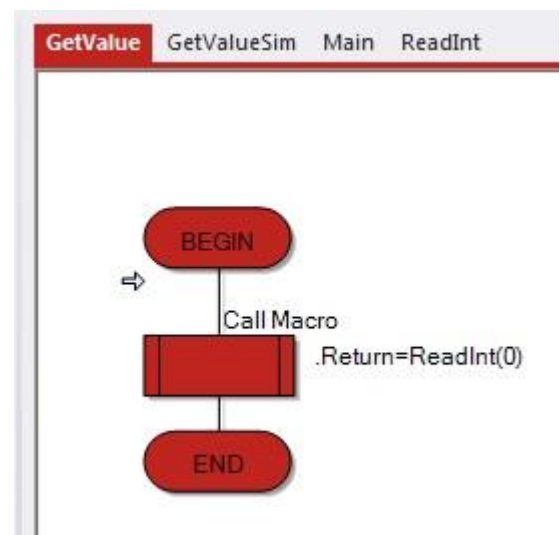 GetValue GetValueSim Main ReadInt
BEGIN
Call Macro
.Return=ReadInt(0)
END